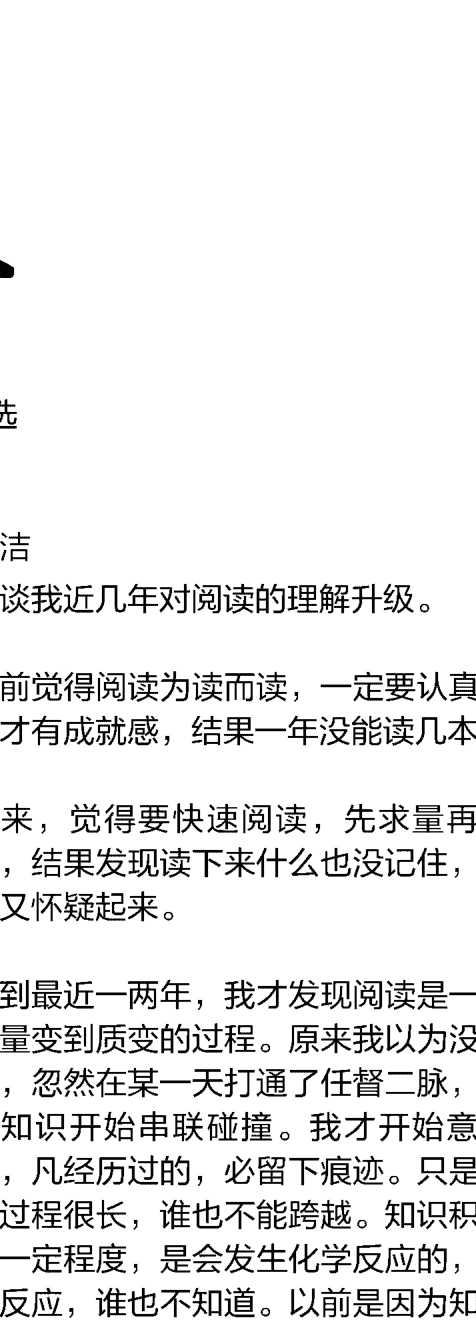 选
洁
谈我近几年对阅读的理解升级。
前觉得阅读为读而读，一定要认真
才有成就感，结果一年没能读几本
来，觉得要快速阅读，先求量再
，结果发现读下来什么也没记住，
又怀疑起来。
到最近一两年，我才发现阅读是一
量变到质变的过程。原来我以为没
，忽然在某一天打通了任督二脉，
知识开始串联碰撞。我才开始意
，凡经历过的，必留下痕迹。只是
过程很长，谁也不能跨越。知识积
一定程度，是会发生化学反应的，
反应，谁也不知道。以前是因为知